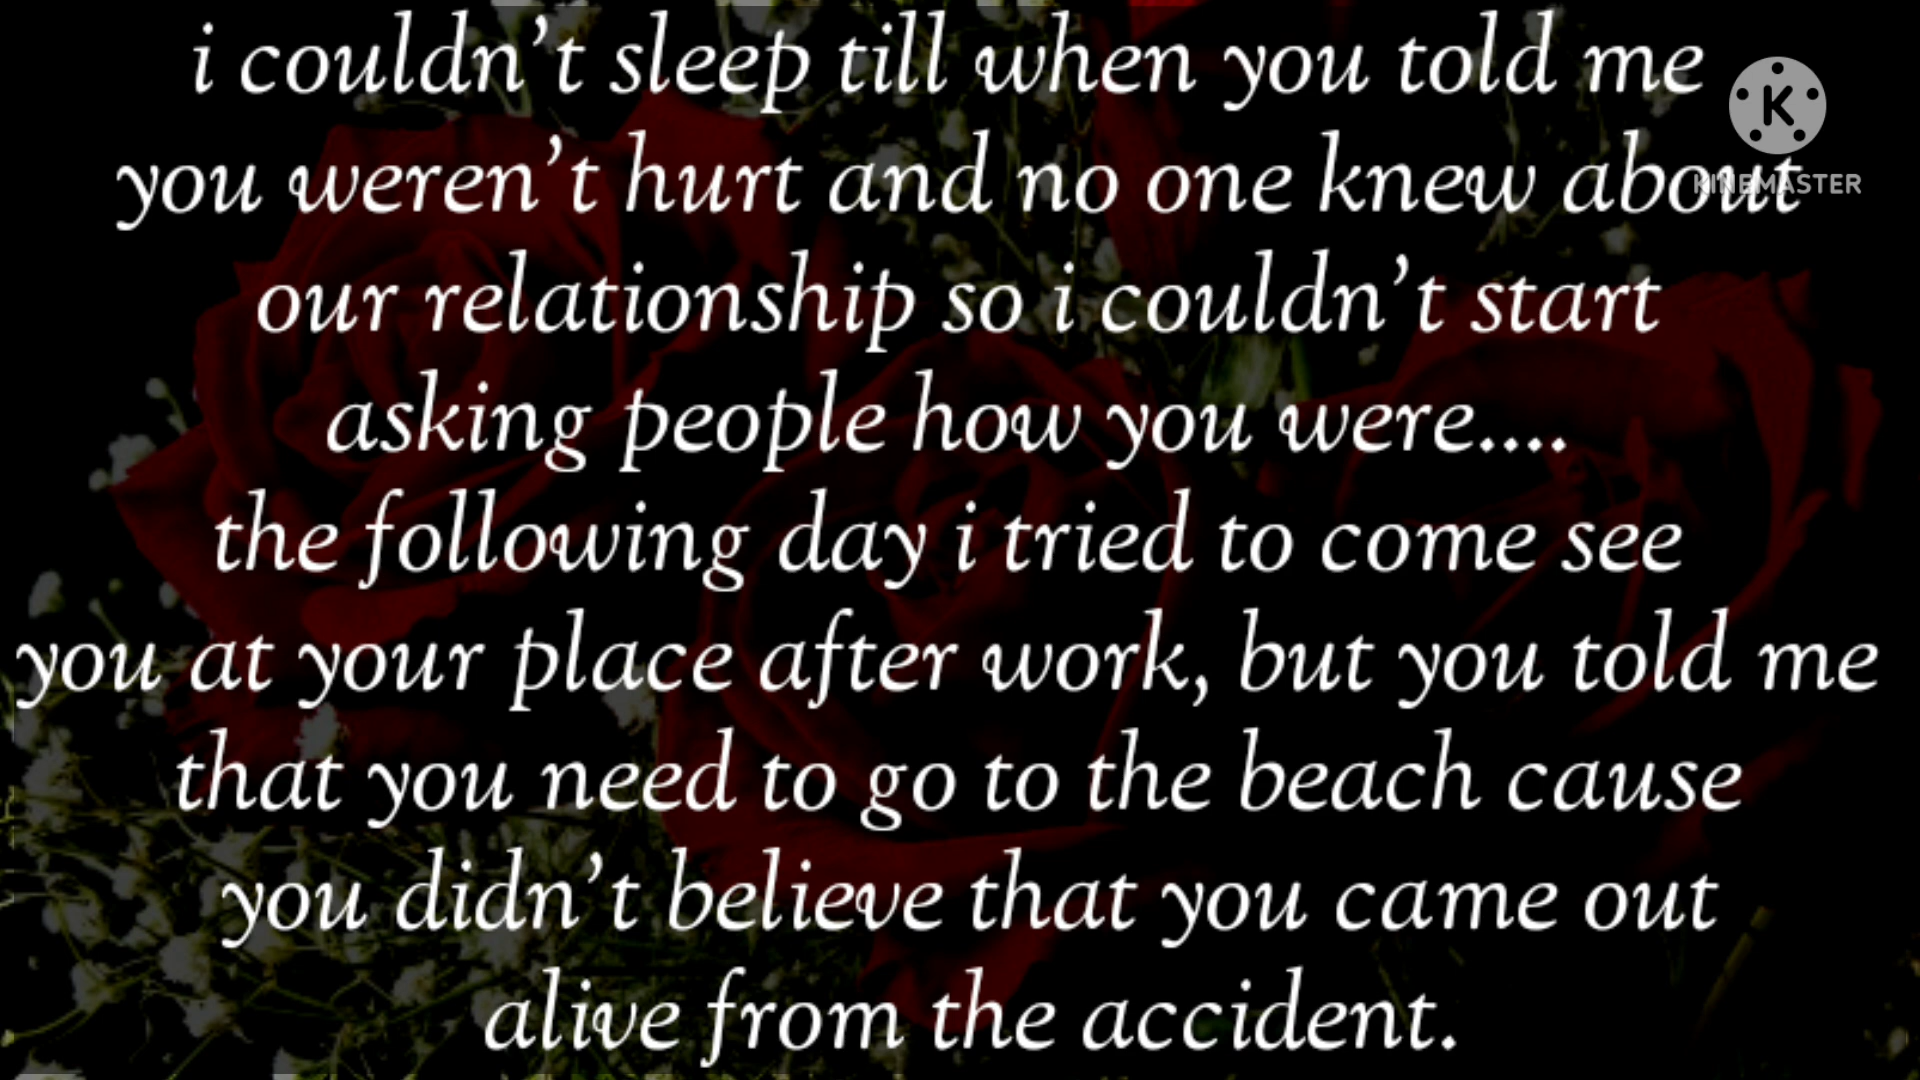 i couldn’t sleep till when you told me
you weren’t hurt and no one knew about
our relationship so i couldn’t start
asking people how you were....
the following day i tried to come see
you at your place after work, but you told me
that you need to go to the beach cause
you didn’t believe that you came out
alive from the accident.
K
KINEMASTER